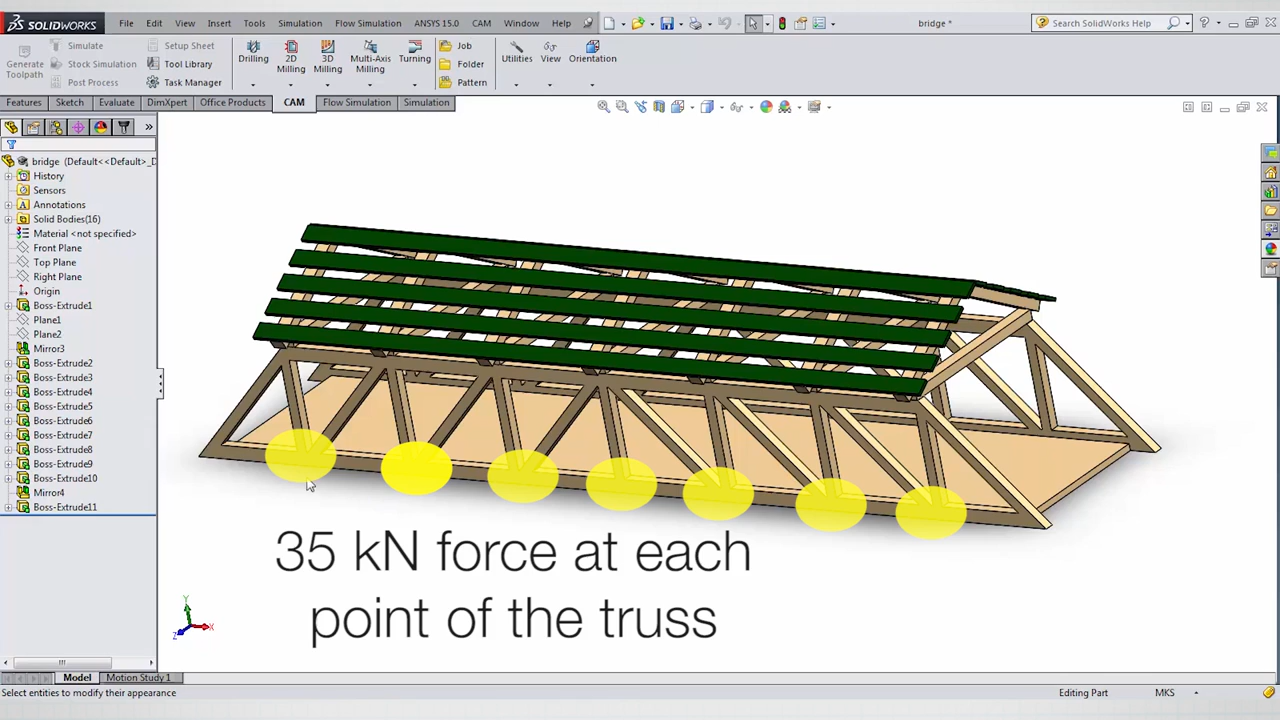 SOLIDWORKS File Edit View Insert Tools Simulation Flow Simulation ANSYS 15.0 CAM Window Help bridge * Search SolidWorks Help
Generate Toolpath
Simulate
Stock Simulation
Post Process
Setup Sheet
Tool Library
Task Manager
Drilling
2D Milling
3D Milling
Multi-Axis Milling
Turning
Job
Folder
Pattern
Utilities
View
Orientation
Features Sketch Evaluate DimXpert Office Products CAM Flow Simulation Simulation
bridge (Default<<Default>_D
History
Sensors
Annotations
Solid Bodies(16)
Material <not specified>
Front Plane
Top Plane
Right Plane
Origin
Boss-Extrude1
Plane1
Plane2
Mirror3
Boss-Extrude2
Boss-Extrude3
Boss-Extrude4
Boss-Extrude5
Boss-Extrude6
Boss-Extrude7
Boss-Extrude8
Boss-Extrude9
Boss-Extrude10
Mirror4
Boss-Extrude11
35 kN force at each
point of the truss
Y
Z
X
Model Motion Study 1
Select entities to modify their appearance Editing Part MKS